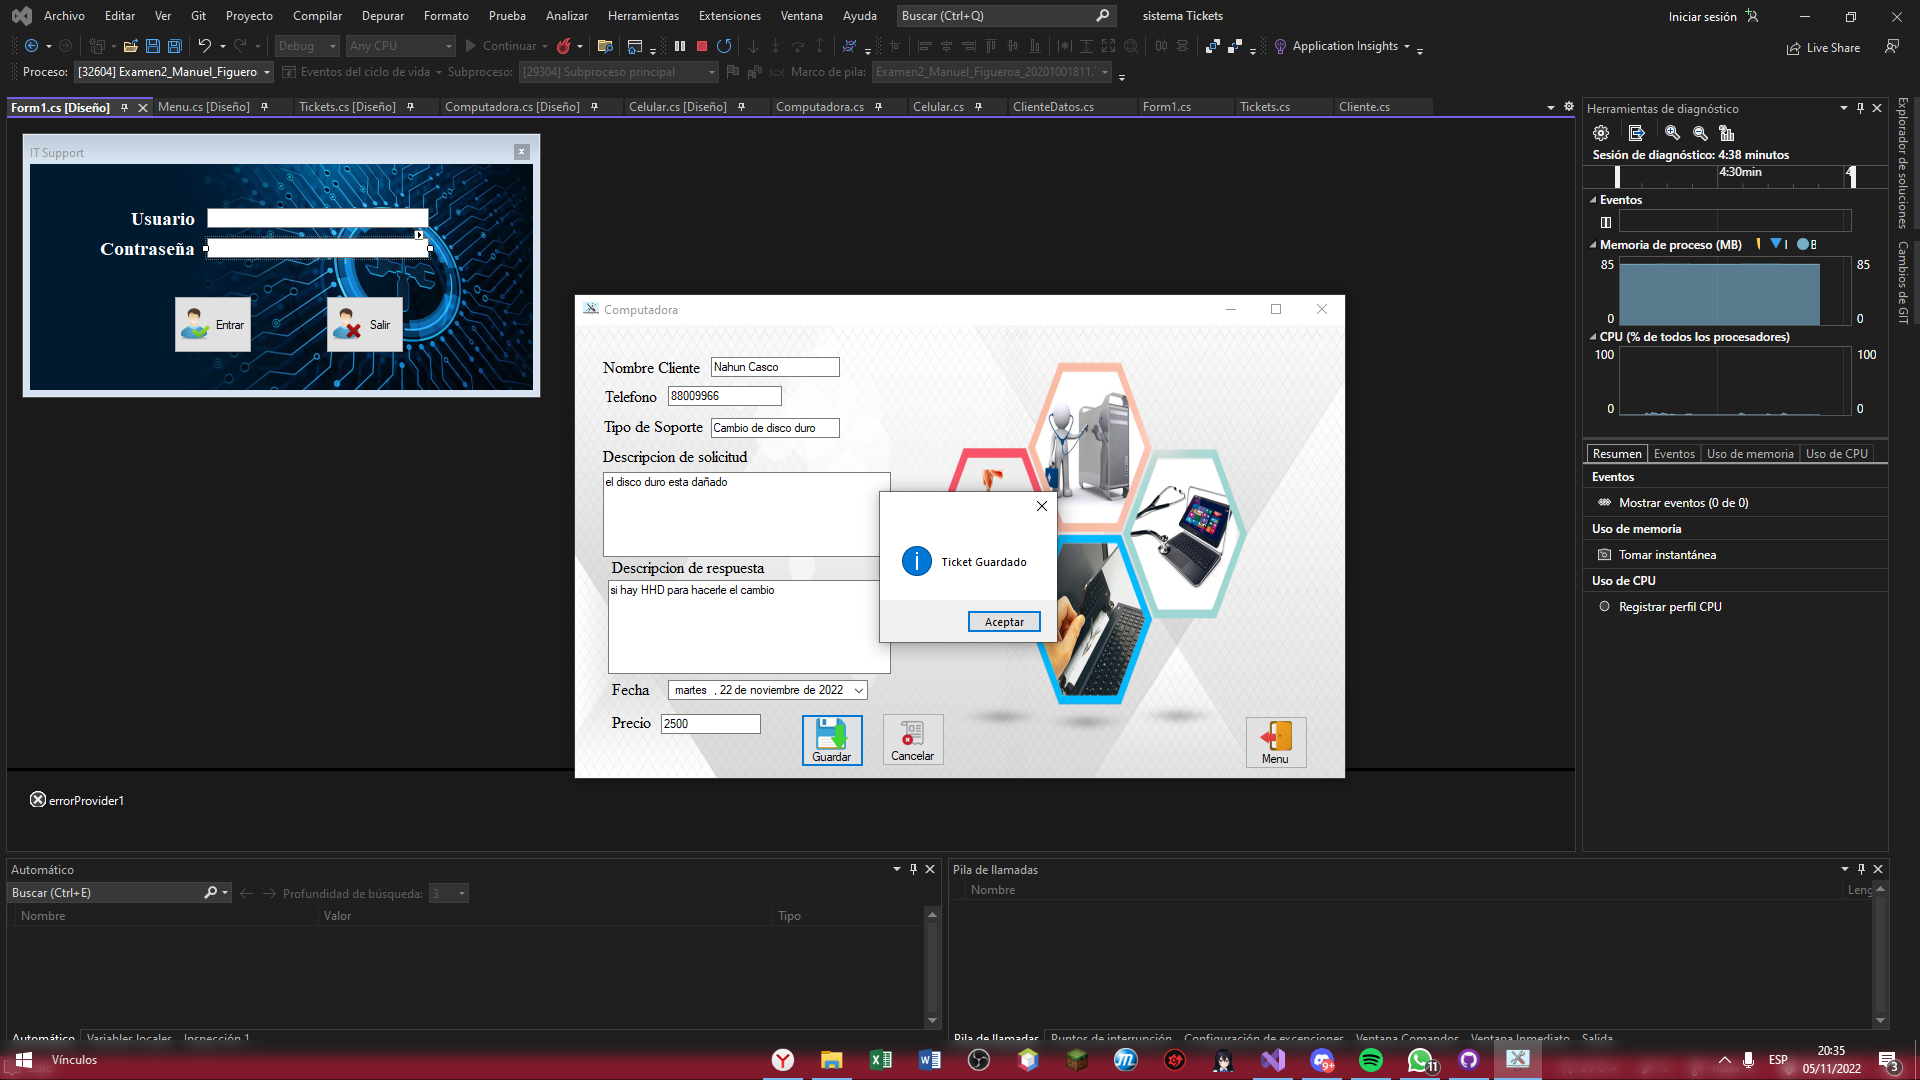 Archivo Editar Ver Git Proyecto Compilar Depurar Formato Prueba Analizar Herramientas Extensiones Ventana Ayuda Buscar (Ctrl+Q) sistema Tickets Iniciar sesión
Debug Any CPU Continuar Application Insights Live Share
Proceso: [32604] Examen2_Manuel_Figueroa Eventos del ciclo de vida Subproceso: [29304] Subproceso principal Marco de pila: Examen2_Manuel_Figueroa_20201001811.
Form1.cs [Diseño] Menu.cs [Diseño] Tickets.cs [Diseño] Computadora.cs [Diseño] Celular.cs [Diseño] Computadora.cs Celular.cs ClienteDatos.cs Form1.cs Tickets.cs Cliente.cs
IT Support
Usuario
Contraseña
Entrar Salir
Computadora
Nombre Cliente Nahun Casco
Telefono 88009966
Tipo de Soporte Cambio de disco duro
Descripcion de solicitud
el disco duro esta dañado
Descripcion de respuesta
si hay HHD para hacerle el cambio
Fecha martes , 22 de noviembre de 2022
Precio 2500
Guardar Cancelar Menu
Ticket Guardado
Aceptar
errorProvider1
Herramientas de diagnóstico
Sesión de diagnóstico: 4:38 minutos
4:30min
Eventos
Memoria de proceso (MB)
85 85
0 0
CPU (% de todos los procesadores)
100 100
0 0
Resumen Eventos Uso de memoria Uso de CPU
Eventos
Mostrar eventos (0 de 0)
Uso de memoria
Tomar instantánea
Uso de CPU
Registrar perfil CPU
Explorador de soluciones
Cambios de GIT
Automático
Buscar (Ctrl+E) Profundidad de búsqueda: 3
Nombre Valor Tipo
Automático Variables locales Inspección 1
Pila de llamadas
Nombre Leng
Pila de llamadas Puntos de interrupción Configuración de excepciones Ventana Comandos Ventana Inmediato Salida
Vínculos
9+ 11
ESP
20:35
05/11/2022
3